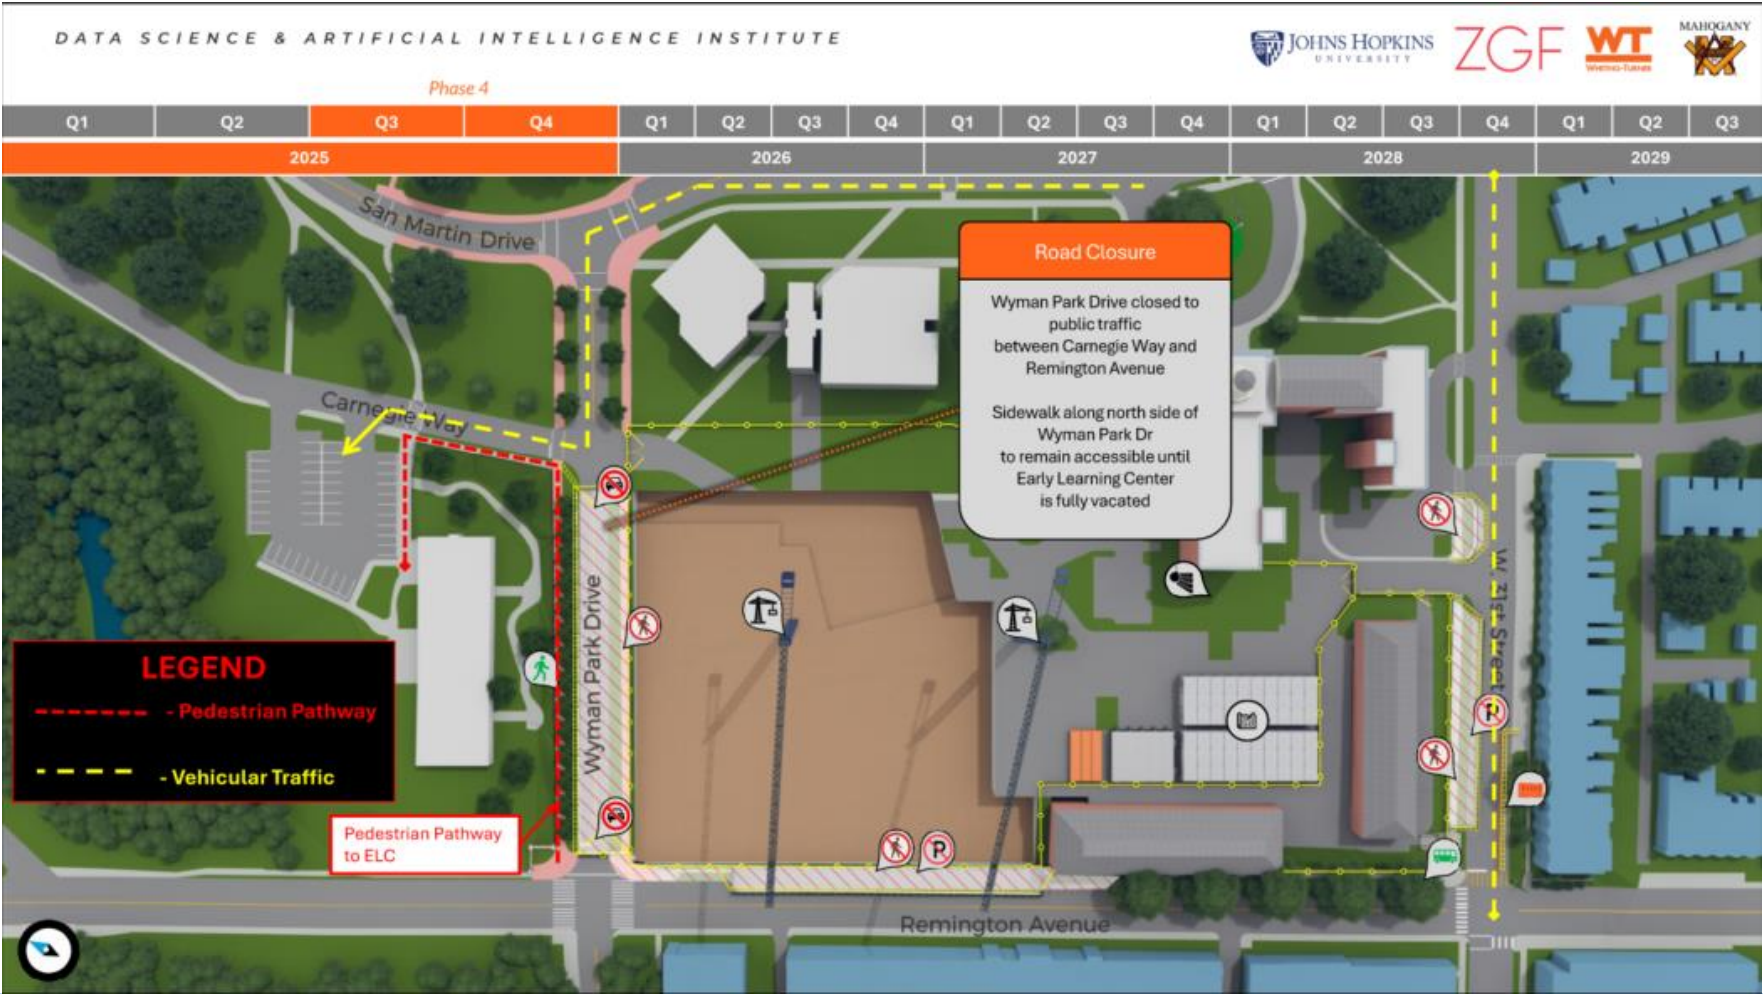 DATA SCIENCE & ARTIFICIAL INTELLIGENCE INSTITUTE
JOHNS HOPKINS
UNIVERSITY
ZGF
WT
WHITING-TURNER
MAHOGANY
Phase 4
Q1 Q2 Q3 Q4 Q1 Q2 Q3 Q4 Q1 Q2 Q3 Q4 Q1 Q2 Q3 Q4 Q1 Q2 Q3
2025 2026 2027 2028 2029
San Martin Drive
Road Closure
Wyman Park Drive closed to
public traffic
between Carnegie Way and
Remington Avenue
Sidewalk along north side of
Wyman Park Dr
to remain accessible until
Early Learning Center
is fully vacated
Carnegie Way
Wyman Park Drive
W. 31st Street
P
LEGEND
- Pedestrian Pathway
- Vehicular Traffic
Pedestrian Pathway
to ELC
P
Remington Avenue